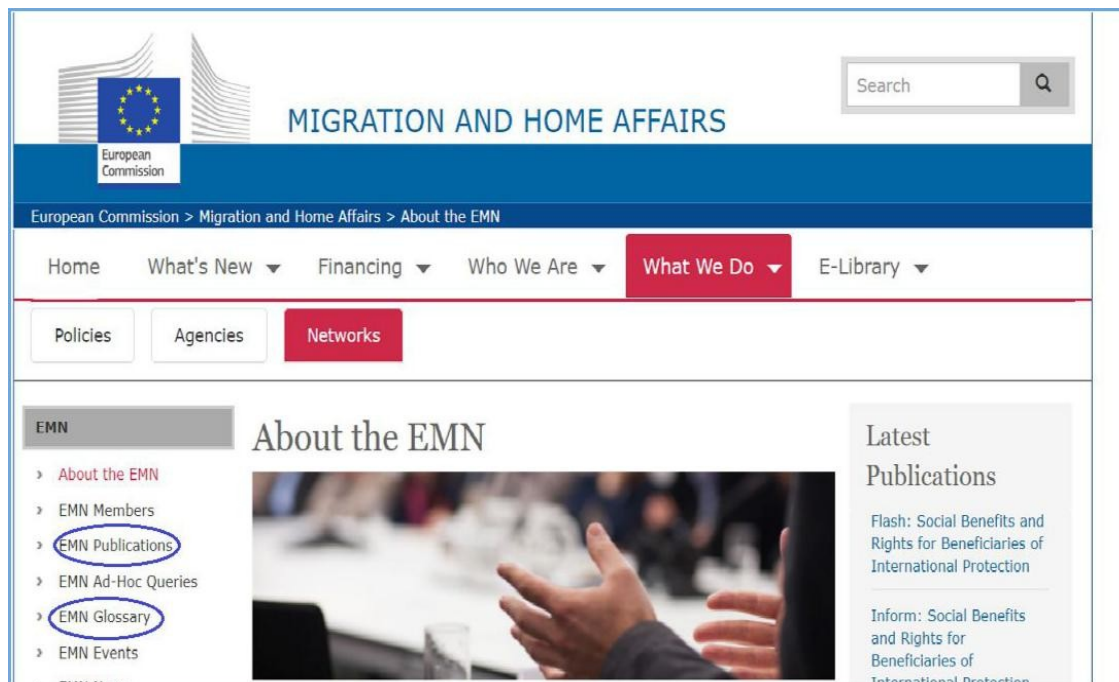 Search
MIGRATION AND HOME AFFAIRS
European
Commission
European Commission > Migration and Home Affairs > About the EMN
Home What's New Financing Who We Are What We Do E-Library
Policies Agencies Networks
EMN
About the EMN
EMN Members
EMN Publications
EMN Ad-Hoc Queries
EMN Glossary
EMN Events
About the EMN
Latest
Publications
Flash: Social Benefits and
Rights for Beneficiaries of
International Protection
Inform: Social Benefits
and Rights for
Beneficiaries of
International Protection